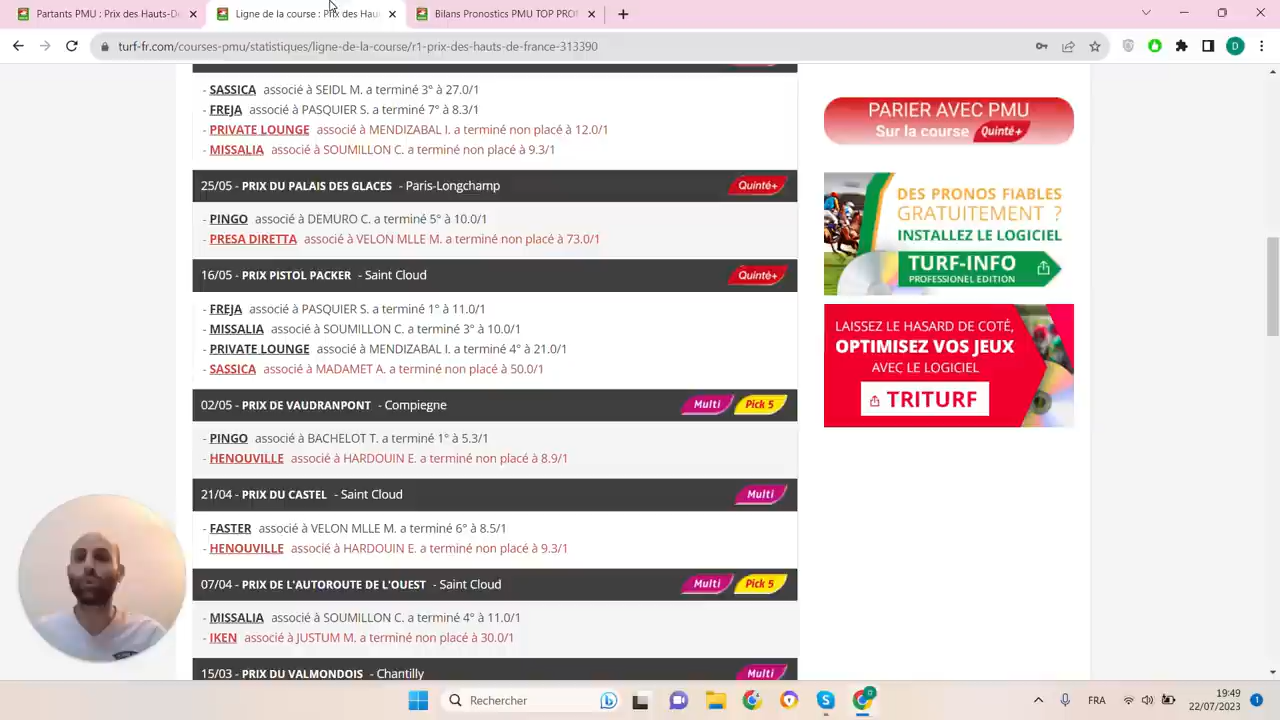 R1 : PMU - Prix des Hauts-De
Ligne de la course : Prix des Hau
Bilans Pronostics PMU TOP PRO
turf-fr.com/courses-pmu/statistiques/ligne-de-la-course/r1-prix-des-hauts-de-france-313390
D
- SASSICA associé à SEIDL M. a terminé 3° à 27.0/1
- FREJA associé à PASQUIER S. a terminé 7° à 8.3/1
- PRIVATE LOUNGE associé à MENDIZABAL I. a terminé non placé à 12.0/1
- MISSALIA associé à SOUMILLON C. a terminé non placé à 9.3/1
25/05 - PRIX DU PALAIS DES GLACES - Paris-Longchamp Quinté+
- PINGO associé à DEMURO C. a terminé 5° à 10.0/1
- PRESA DIRETTA associé à VELON MLLE M. a terminé non placé à 73.0/1
16/05 - PRIX PISTOL PACKER - Saint Cloud Quinté+
- FREJA associé à PASQUIER S. a terminé 1° à 11.0/1
- MISSALIA associé à SOUMILLON C. a terminé 3° à 10.0/1
- PRIVATE LOUNGE associé à MENDIZABAL I. a terminé 4° à 21.0/1
- SASSICA associé à MADAMET A. a terminé non placé à 50.0/1
02/05 - PRIX DE VAUDRANPONT - Compiegne Multi Pick 5
- PINGO associé à BACHELOT T. a terminé 1° à 5.3/1
- HENOUVILLE associé à HARDOUIN E. a terminé non placé à 8.9/1
21/04 - PRIX DU CASTEL - Saint Cloud Multi
- FASTER associé à VELON MLLE M. a terminé 6° à 8.5/1
- HENOUVILLE associé à HARDOUIN E. a terminé non placé à 9.3/1
07/04 - PRIX DE L'AUTOROUTE DE L'OUEST - Saint Cloud Multi Pick 5
- MISSALIA associé à SOUMILLON C. a terminé 4° à 11.0/1
- IKEN associé à JUSTUM M. a terminé non placé à 30.0/1
15/03 - PRIX DU VALMONDOIS - Chantilly Multi
PARIER AVEC PMU
Sur la course Quinté+
DES PRONOS FIABLES
GRATUITEMENT ?
INSTALLEZ LE LOGICIEL
TURF-INFO
PROFESIONEL EDITION
LAISSEZ LE HASARD DE COTÉ,
OPTIMISEZ VOS JEUX
AVEC LE LOGICIEL
TRITURF
Rechercher
FRA
19:49
22/07/2023